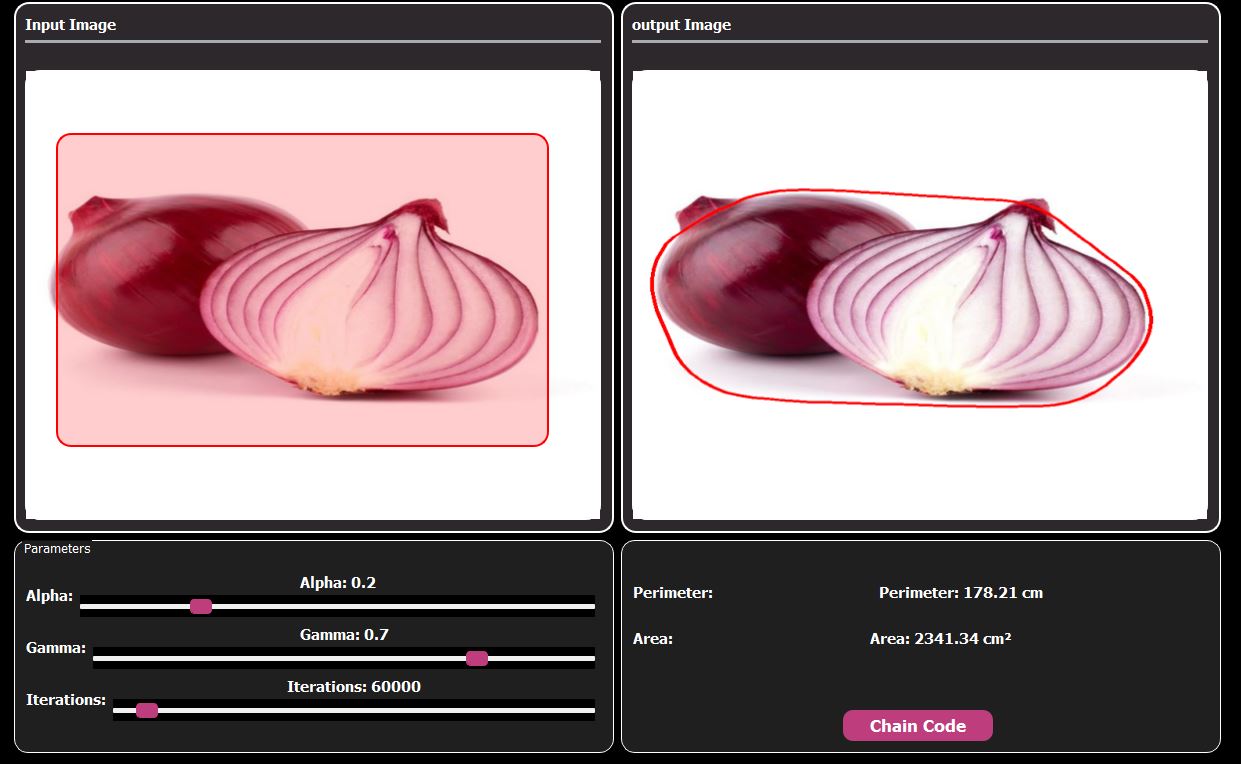 Input Image
output Image
Parameters
Alpha: 0.2
Alpha:
Gamma: 0.7
Gamma:
Iterations: 60000
Iterations:
Perimeter: Perimeter: 178.21 cm
Area: Area: 2341.34 cm²
Chain Code